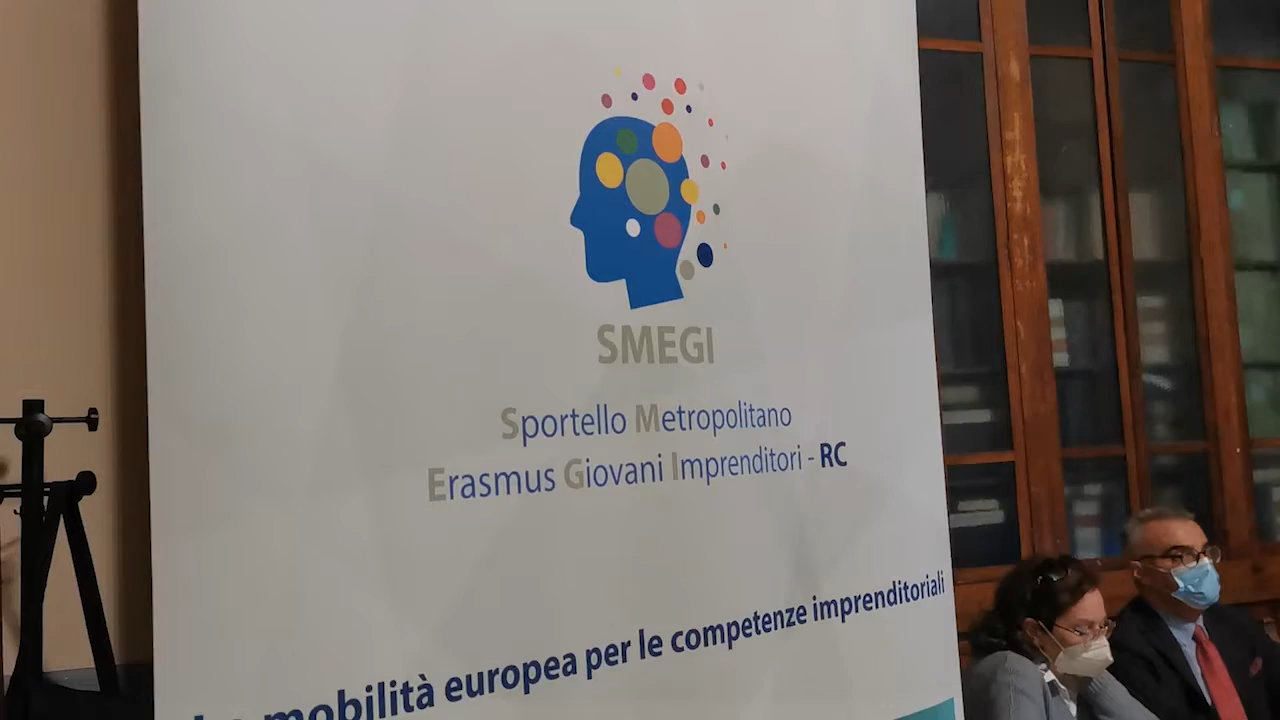 SMEGI
Sportello Metropolitano
Erasmus Giovani Imprenditori - RC
mobilità europea per le competenze imprenditoriali